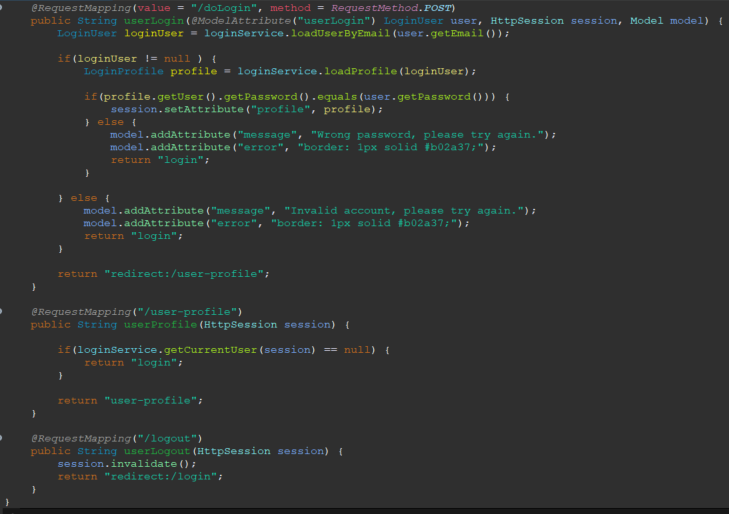 @RequestMapping(value = "/doLogin", method = RequestMethod.POST)
public String userLogin(@ModelAttribute("userLogin") LoginUser user, HttpSession session, Model model) {
LoginUser loginUser = loginService.loadUserByEmail(user.getEmail());
if(loginUser != null ) {
LoginProfile profile = loginService.loadProfile(loginUser);
if(profile.getUser().getPassword().equals(user.getPassword())) {
session.setAttribute("profile", profile);
} else {
model.addAttribute("message", "Wrong password, please try again.");
model.addAttribute("error", "border: 1px solid #b02a37;");
return "login";
}
} else {
model.addAttribute("message", "Invalid account, please try again.");
model.addAttribute("error", "border: 1px solid #b02a37;");
return "login";
}
return "redirect:/user-profile";
}
@RequestMapping("/user-profile")
public String userProfile(HttpSession session) {
if(loginService.getCurrentUser(session) == null) {
return "login";
}
return "user-profile";
}
@RequestMapping("/logout")
public String userLogout(HttpSession session) {
session.invalidate();
return "redirect:/login";
}
}